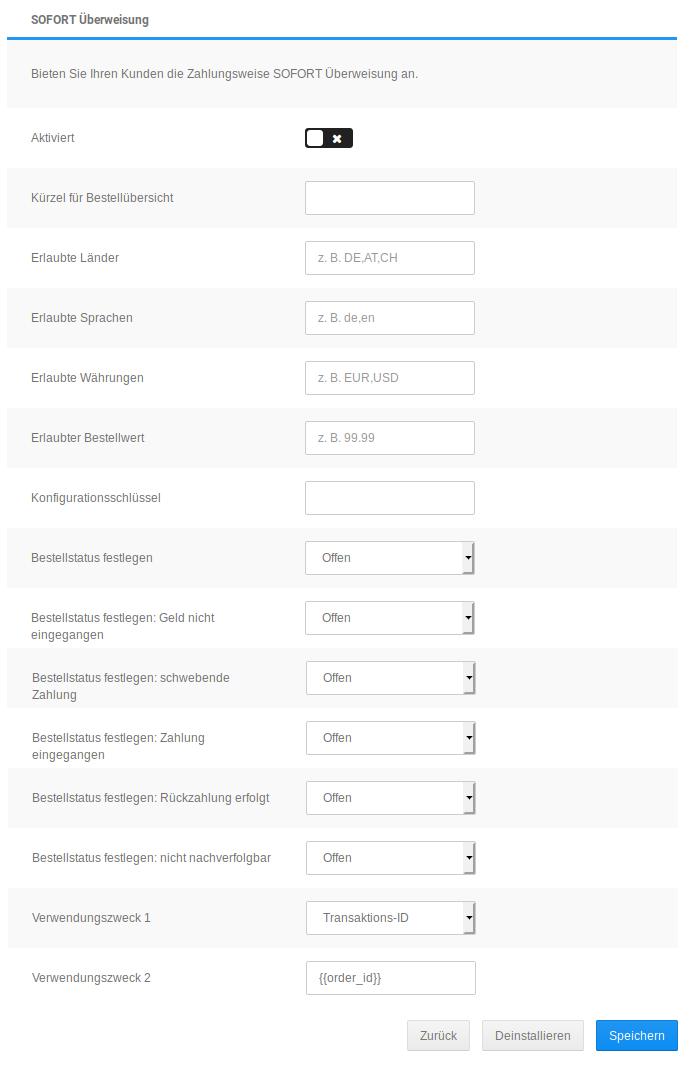 SOFORT Überweisung
Bieten Sie Ihren Kunden die Zahlungsweise SOFORT Überweisung an.
Aktiviert
Kürzel für Bestellübersicht
Erlaubte Länder z. B. DE,AT,CH
Erlaubte Sprachen z. B. de,en
Erlaubte Währungen z. B. EUR,USD
Erlaubter Bestellwert z. B. 99.99
Konfigurationsschlüssel
Bestellstatus festlegen Offen
Bestellstatus festlegen: Geld nicht Offen
eingegangen
Bestellstatus festlegen: schwebende Offen
Zahlung
Bestellstatus festlegen: Zahlung Offen
eingegangen
Bestellstatus festlegen: Rückzahlung erfolgt Offen
Bestellstatus festlegen: nicht nachverfolgbar Offen
Verwendungszweck 1 Transaktions-ID
Verwendungszweck 2 {{order_id}}
Zurück Deinstallieren Speichern